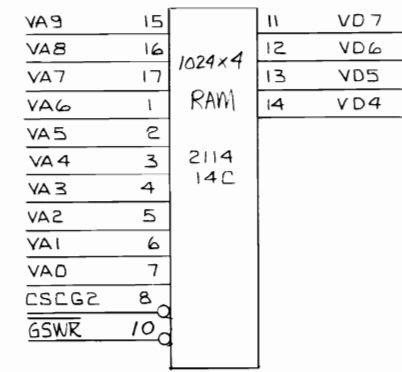 VA9 15 11 VD7
VA8 16 12 VD6
1024x4
VA7 17 13 VD5
VA6 1 RAM 14 VD4
VA5 2
VA4 3 2114
VA3 4 14C
VA2 5
VA1 6
VA0 7
CSCG2 8
GSWR 10